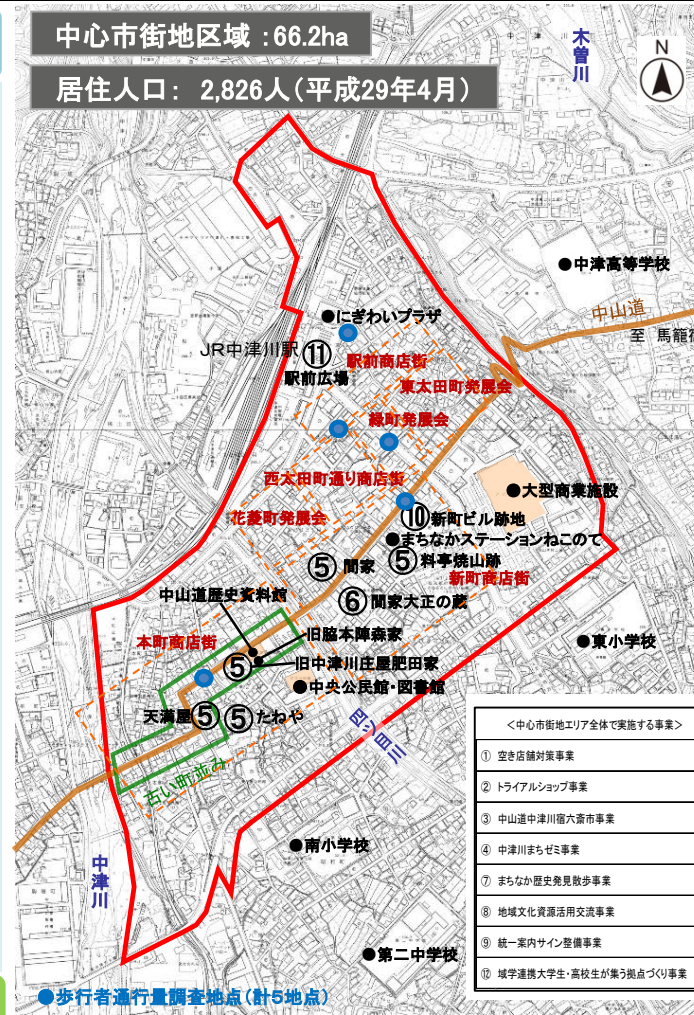 中心市街地区域 :66.2ha
居住人口: 2,826人(平成29年4月)
木曽川
N
●中津高等学校
中山道
至 馬籠宿
●にぎわいプラザ
JR中津川駅
⑪
駅前広場
駅前商店街
東太田町発展会
緑町発展会
西太田町通り商店街
花菱町発展会
●大型商業施設
⑩新町ビル跡地
●まちなかステーションねこのて
⑤ 間家
⑤ 料亭焼山跡
新町商店街
⑥ 間家大正の蔵
中山道歴史資料館
本町商店街
旧脇本陣森家
⑤
旧中津川庄屋肥田家
●東小学校
●中央公民館・図書館
天満屋⑤
⑤たねや
四ツ目川
古い町並み
中津川
●南小学校
●第二中学校
<中心市街地エリア全体で実施する事業>
① 空き店舗対策事業
② トライアルショップ事業
③ 中山道中津川宿六斎市事業
④ 中津川まちゼミ事業
⑦ まちなか歴史発見散歩事業
⑧ 地域文化資源活用交流事業
⑨ 統一案内サイン整備事業
⑫ 域学連携大学生・高校生が集う拠点づくり事業
●歩行者通行量調査地点(計5地点)